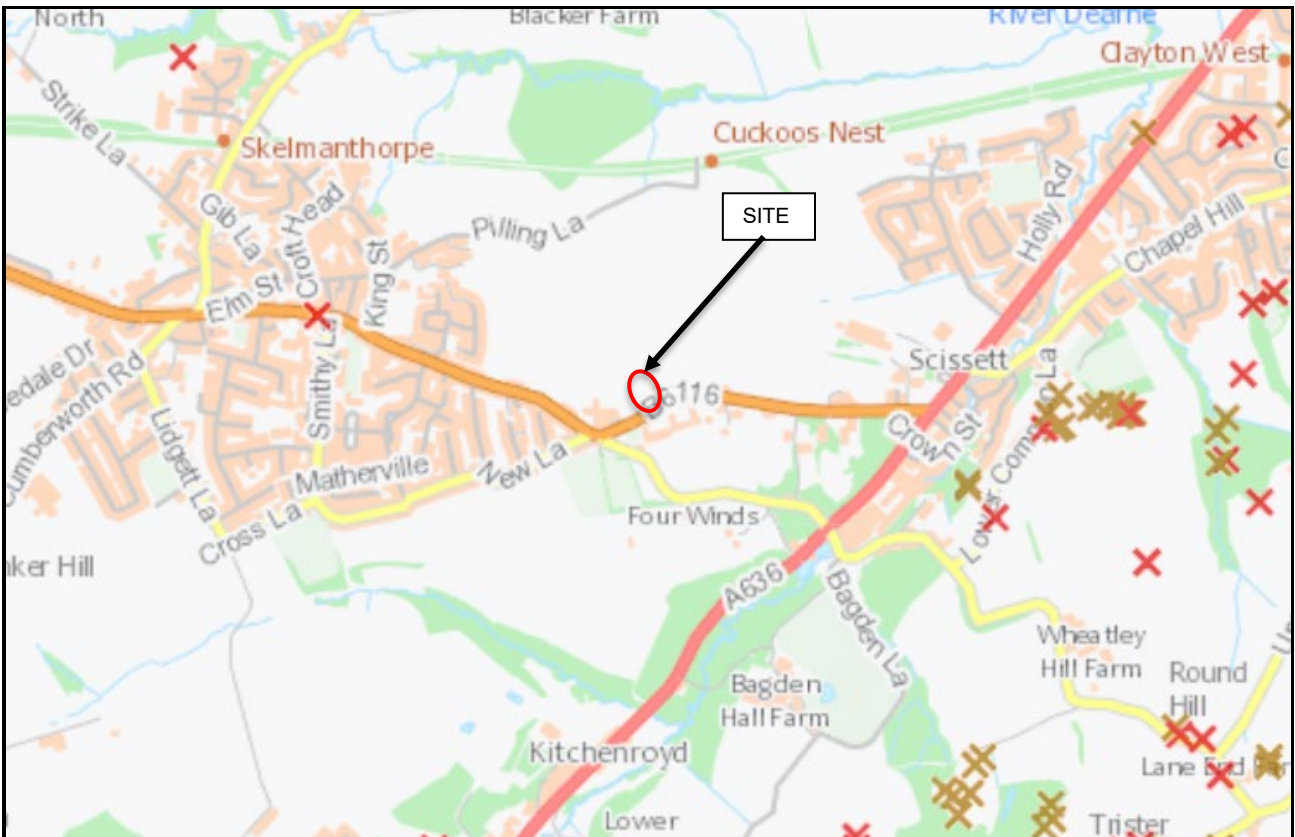 North
Blacker Farm
River Dearne
Clayton West
Strike La
Skelmanthorpe
Cuckoos Nest
SITE
Gib La
Croft Head
King St
Pilling La
Holly Rd
Chapel Hill
Elm St
Smithy La
B6116
Scissett
Cumberworth Rd
Lidgett La
Matherville
New La
Cross La
Crown St
Lower Common La
Four Winds
A636
Bagden La
Wheatley
Hill Farm
Round
Hill
Bagden
Hall Farm
Kitchenroyd
Lane End
Lower
Trister